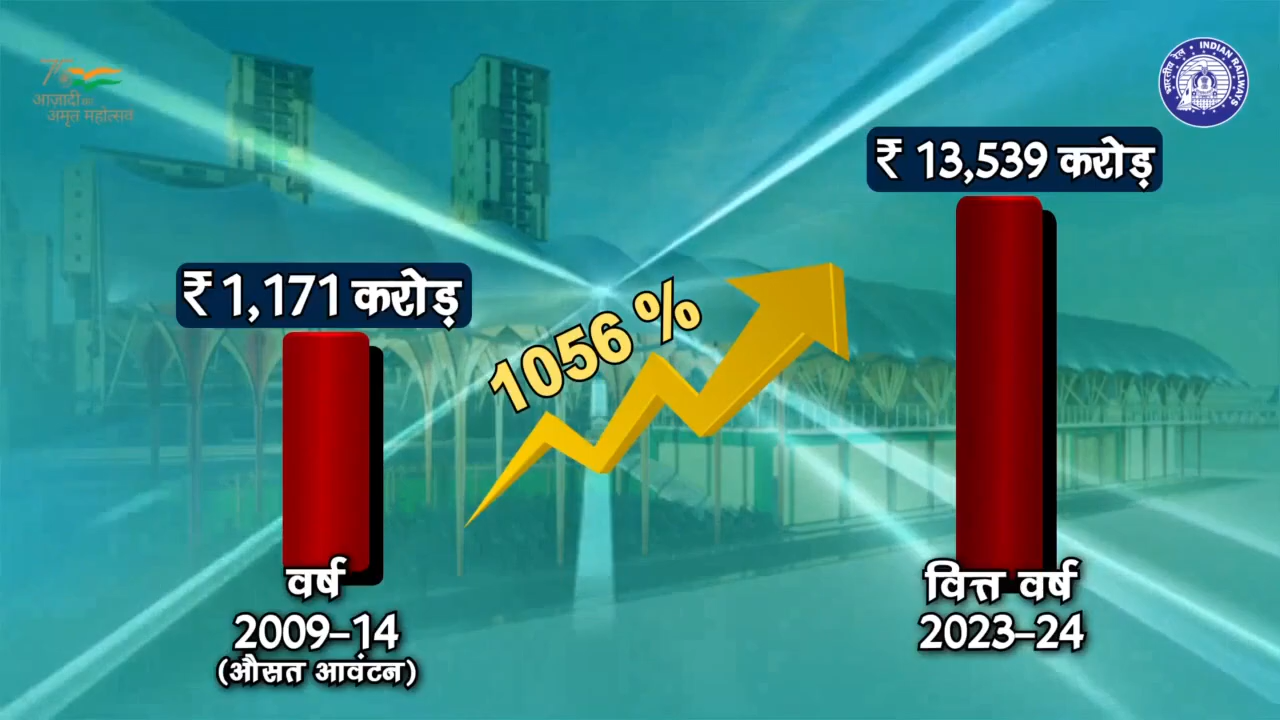 आज़ादी का
अमृत महोत्सव
भारतीय रेल INDIAN RAILWAYS
₹ 13,539 करोड़
₹ 1,171 करोड़
1056 %
वर्ष
2009–14
(औसत आवंटन)
वित्त वर्ष
2023–24